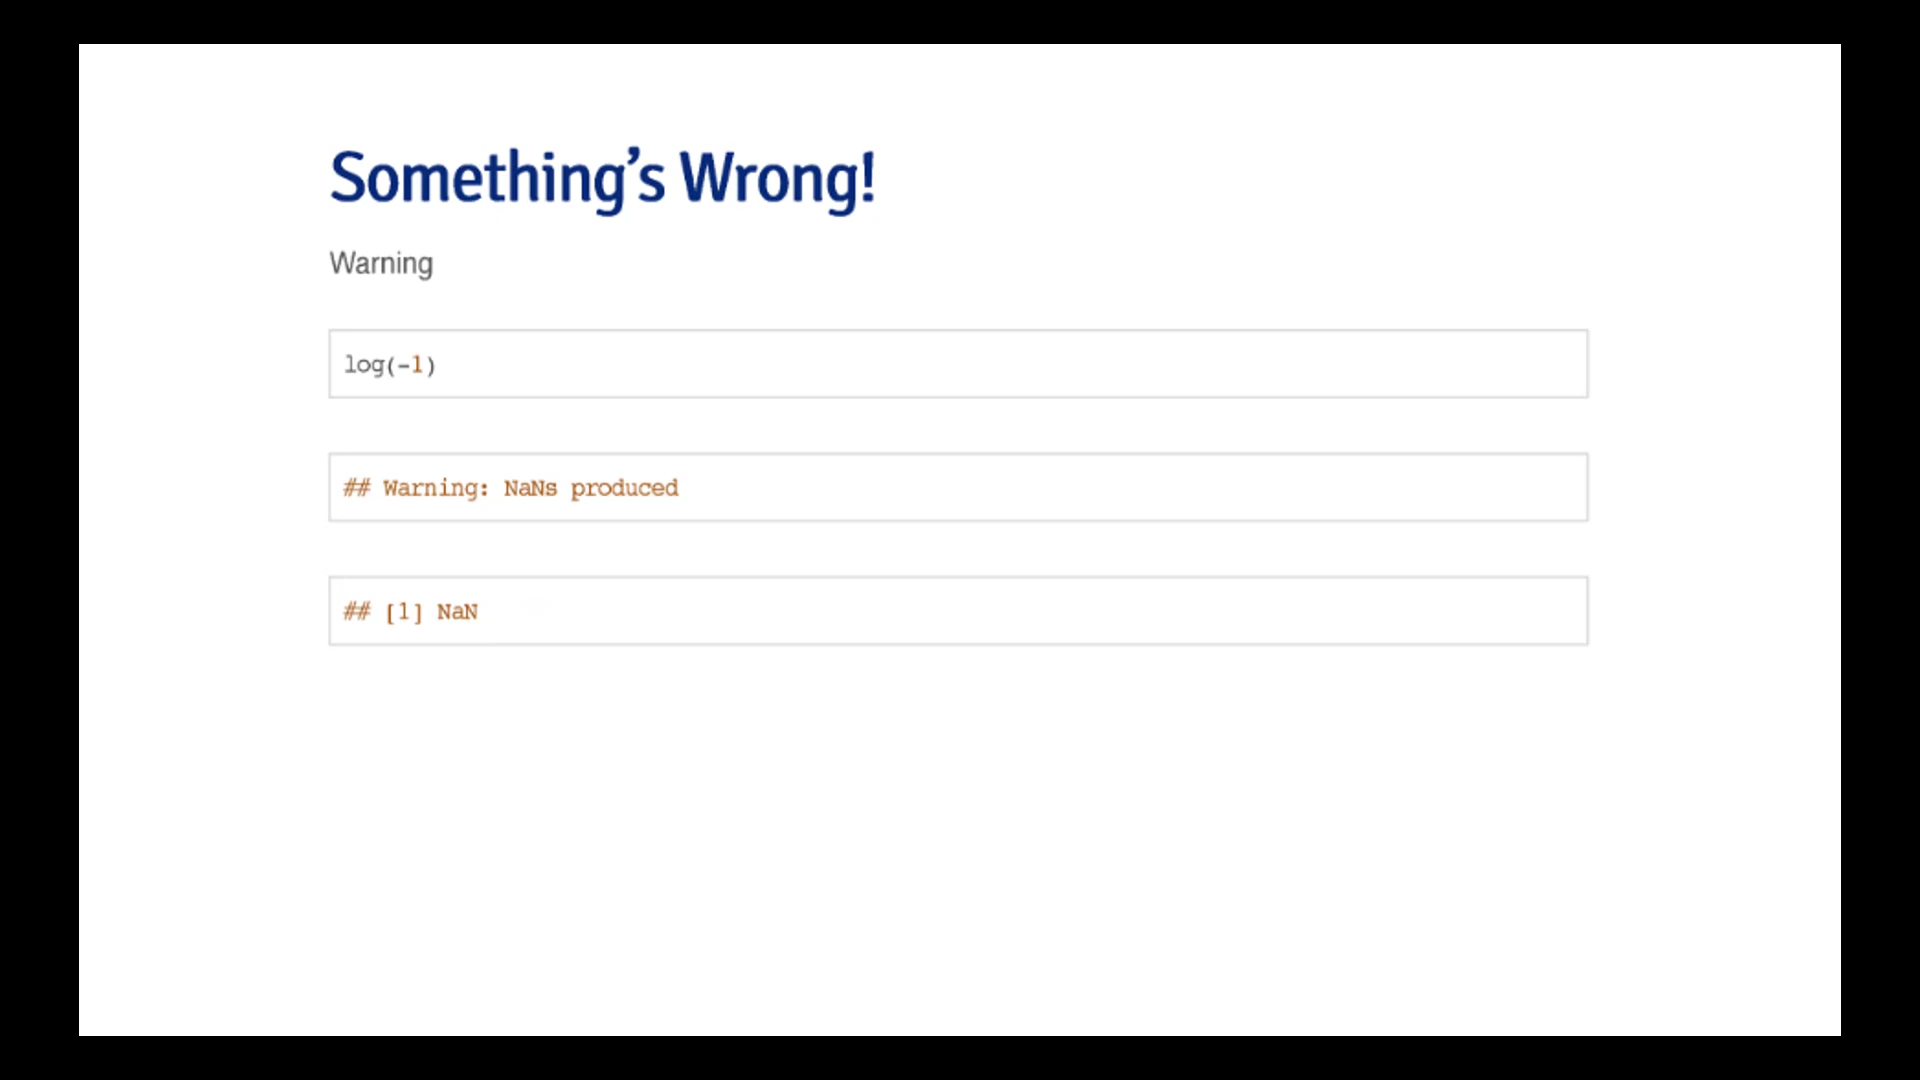 Something’s Wrong!
Warning
log(-1)
## Warning: NaNs produced
## [1] NaN